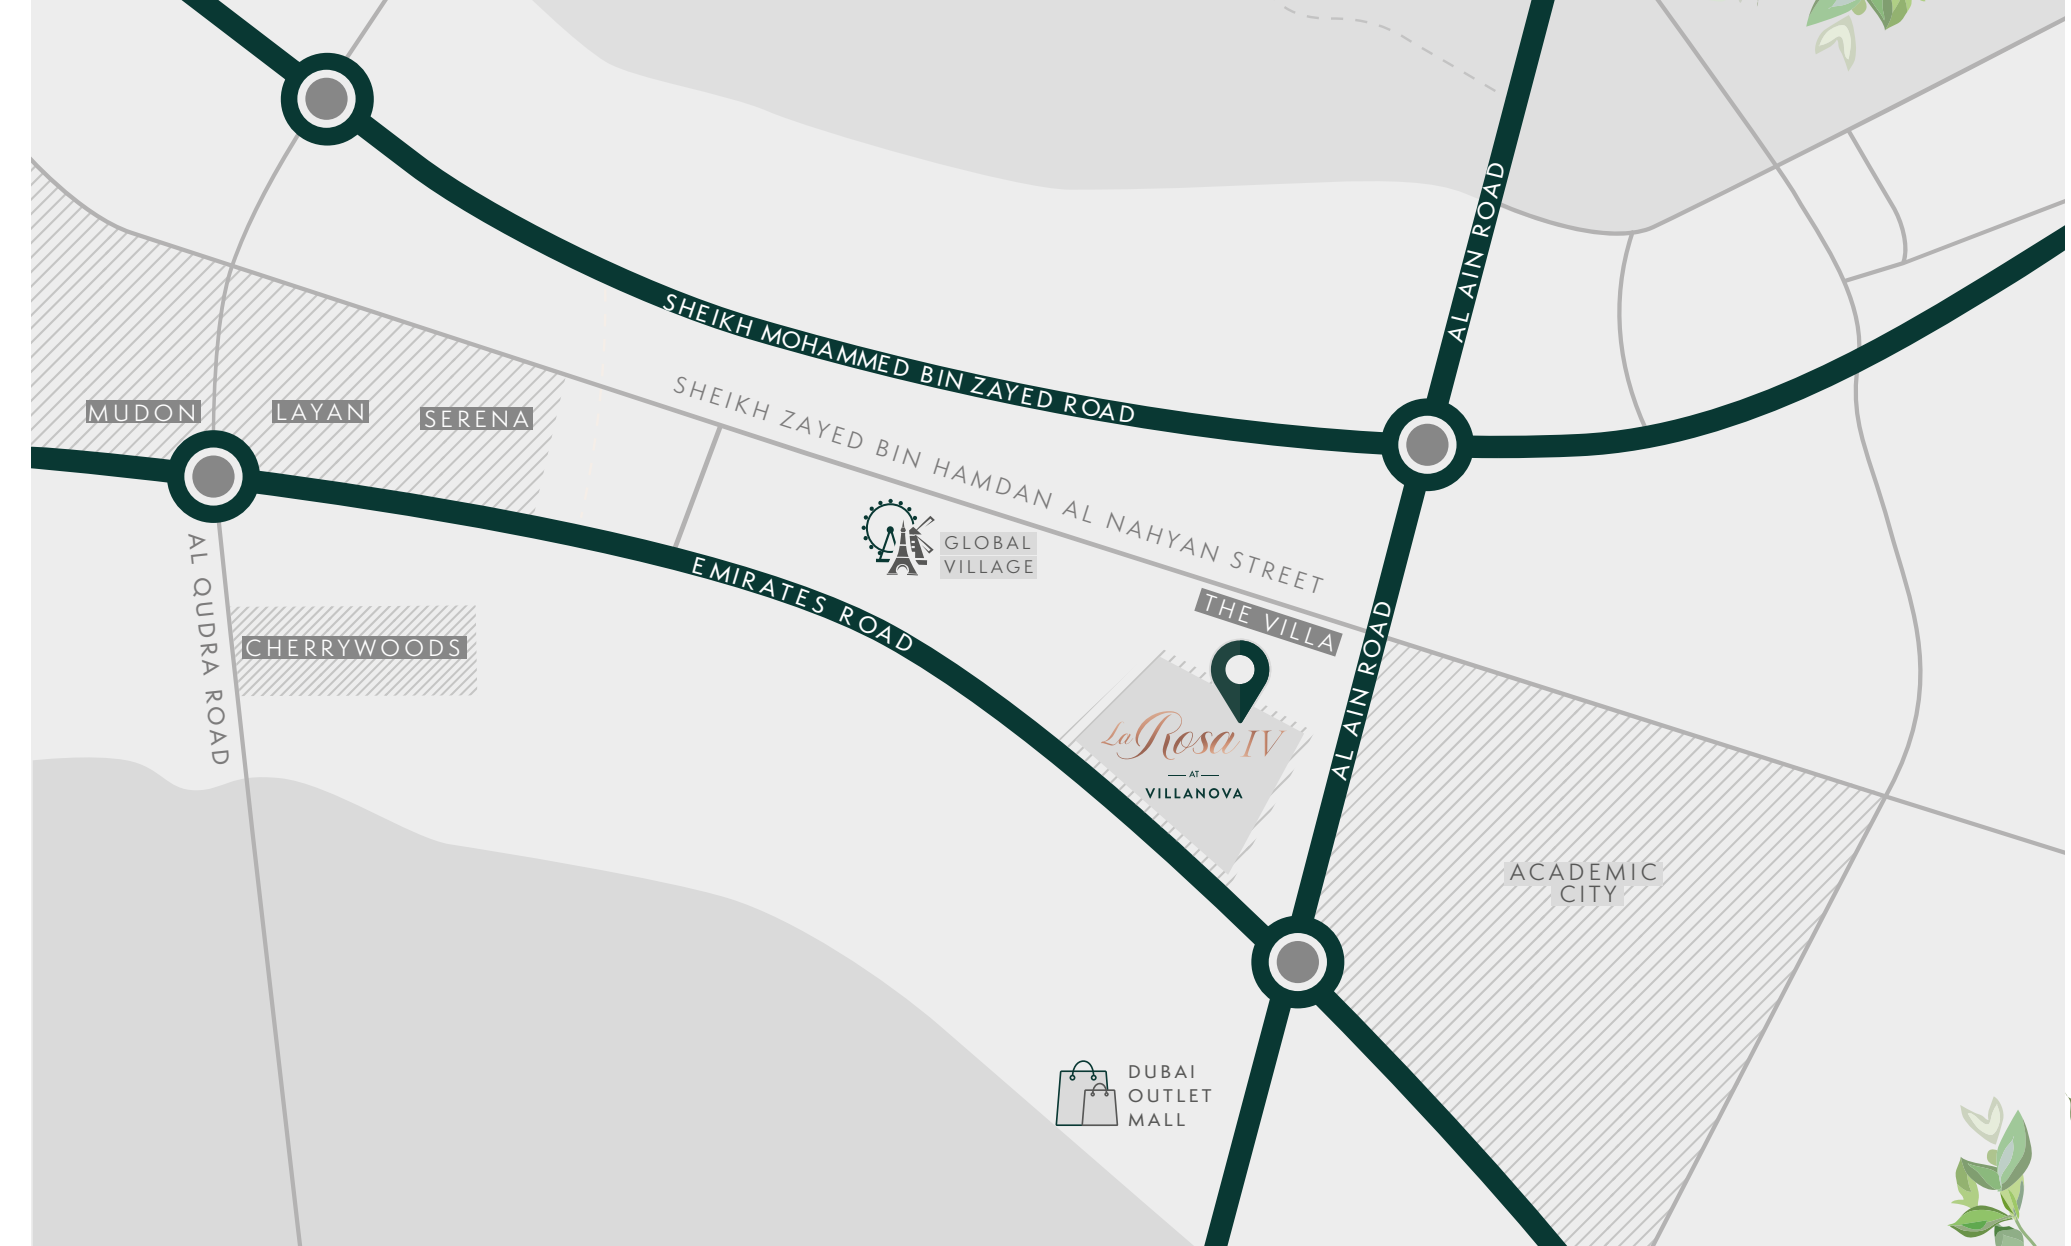 AL AIN ROAD
SHEIKH MOHAMMED BIN ZAYED ROAD
SHEIKH ZAYED BIN HAMDAN AL NAHYAN STREET
MUDON
LAYAN
SERENA
GLOBAL
VILLAGE
EMIRATES ROAD
THE VILLA
AL QUDRA ROAD
CHERRYWOODS
AL AIN ROAD
La Rosa IV
AT
VILLANOVA
ACADEMIC
CITY
DUBAI
OUTLET
MALL